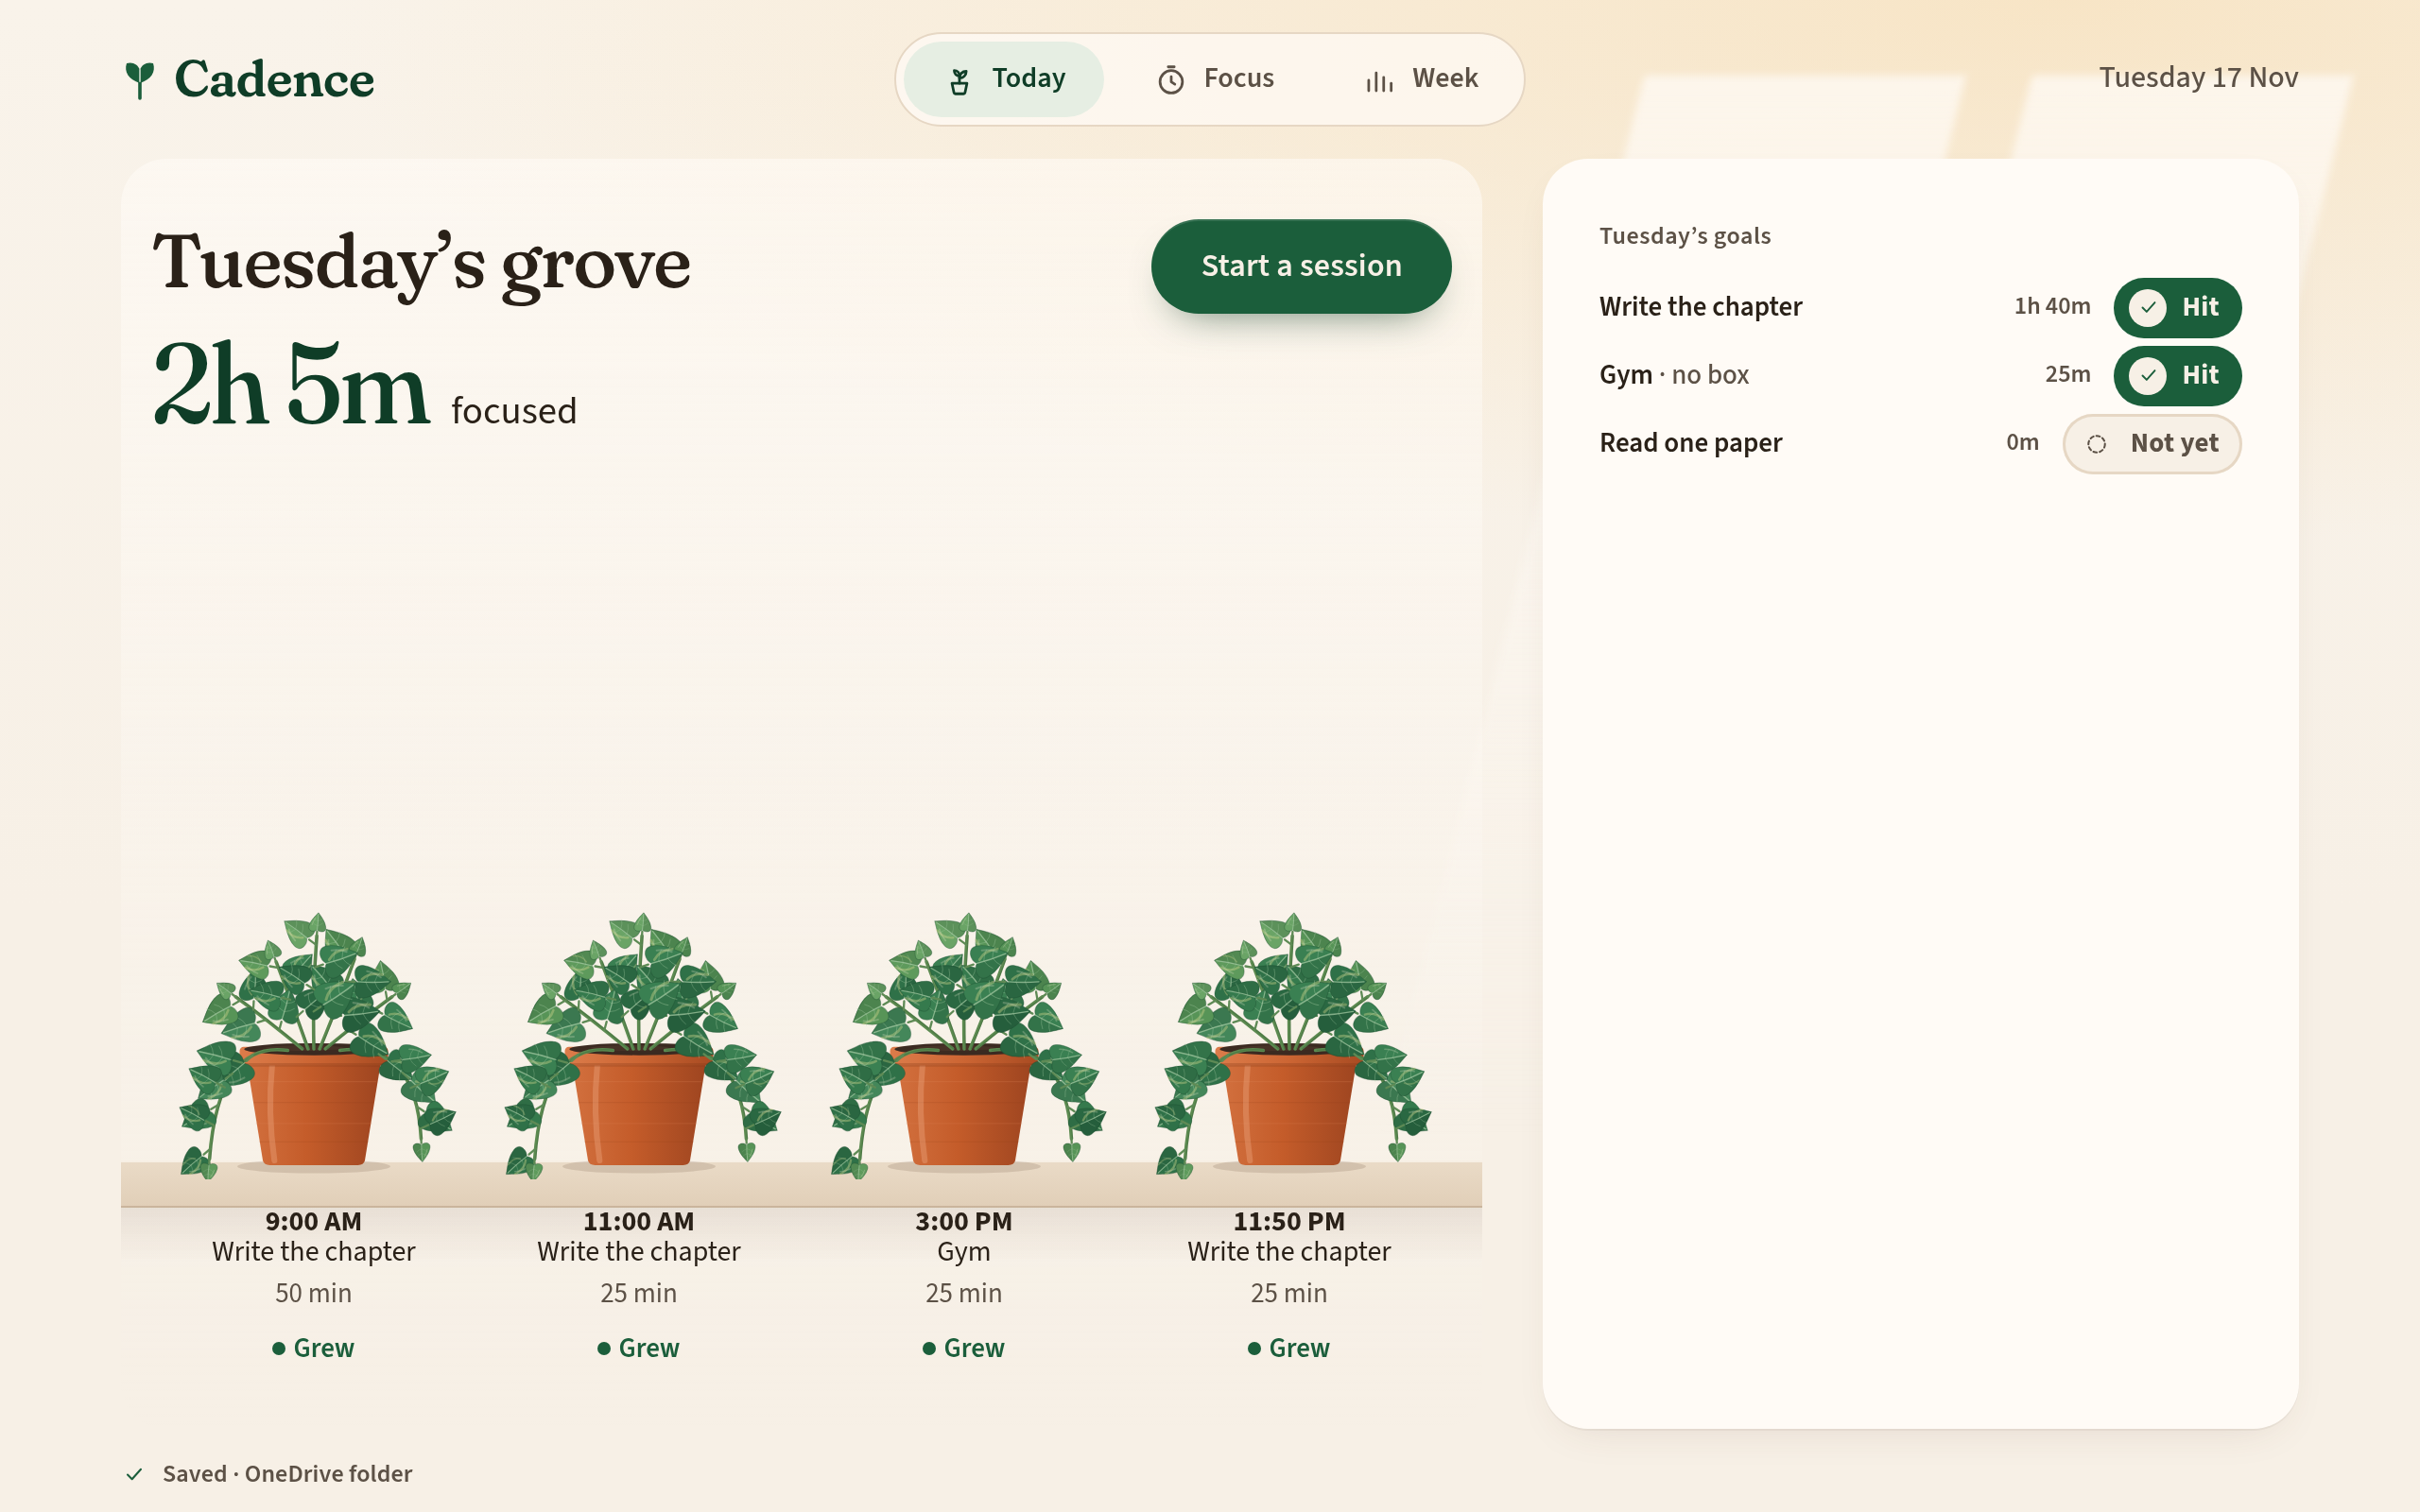 Cadence
Today
Focus
Week
Tuesday 17 Nov
Tuesday’s grove
Start a session
2h 5m focused
Tuesday’s goals
Write the chapter 1h 40m Hit
Gym · no box 25m Hit
Read one paper 0m Not yet
9:00 AM
Write the chapter
50 min
Grew
11:00 AM
Write the chapter
25 min
Grew
3:00 PM
Gym
25 min
Grew
11:50 PM
Write the chapter
25 min
Grew
Saved · OneDrive folder